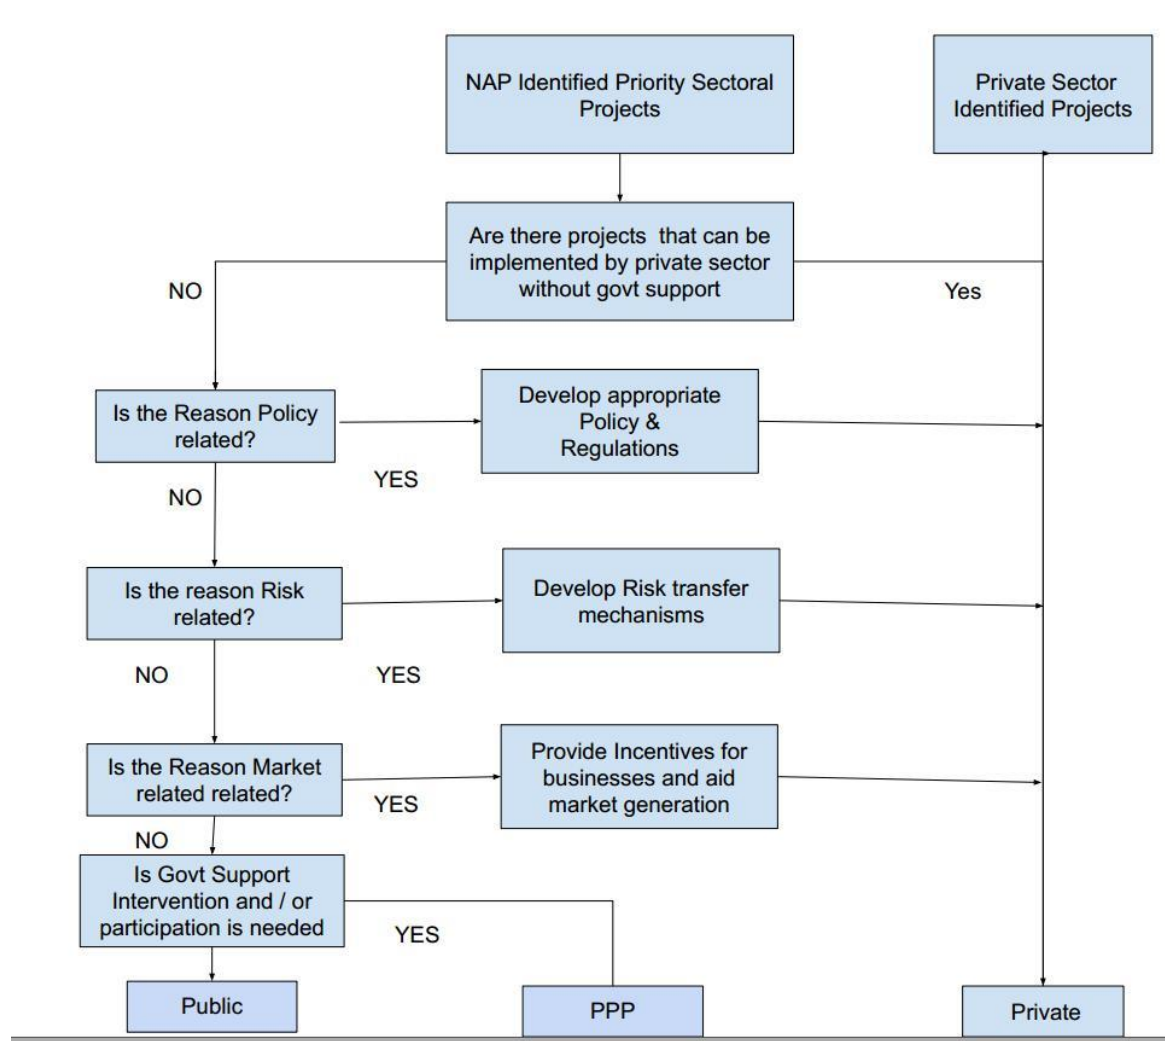 NAP Identified Priority Sectoral
Projects
Private Sector
Identified Projects
Are there projects that can be
implemented by private sector
without govt support
NO
Yes
Is the Reason Policy
related?
Develop appropriate
Policy &
Regulations
YES
NO
Is the reason Risk
related?
Develop Risk transfer
mechanisms
NO
YES
Is the Reason Market
related related?
Provide Incentives for
businesses and aid
market generation
YES
NO
Is Govt Support
Intervention and / or
participation is needed
YES
Public
PPP
Private